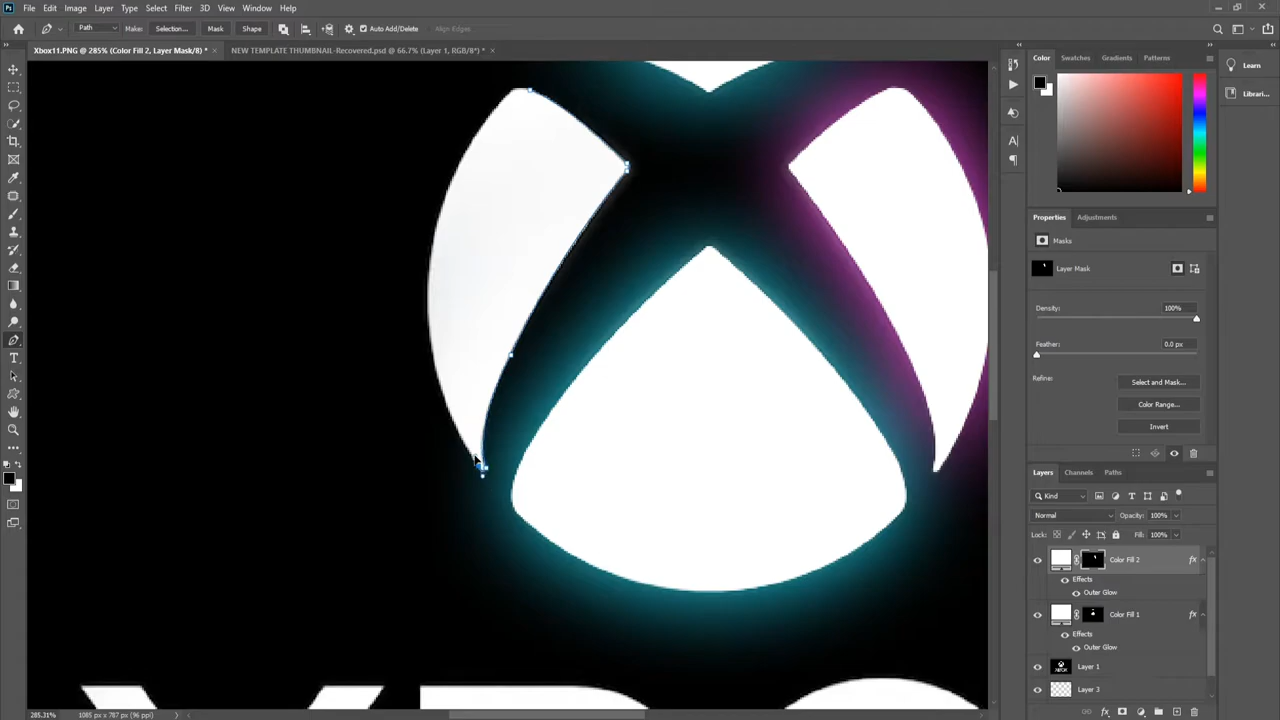 File Edit Image Layer Type Select Filter 3D View Window Help
Path Make: Selection... Mask Shape Auto Add/Delete Align Edges
Xbox11.PNG @ 285% (Color Fill 2, Layer Mask/8) * NEW TEMPLATE THUMBNAIL-Recovered.psd @ 66.7% (Layer 1, RGB/8*) *
Color Swatches Gradients Patterns
Learn
Librari...
Properties Adjustments
Masks
Layer Mask
Density: 100%
Feather: 0.0 px
Refine: Select and Mask...
Color Range...
Invert
Layers Channels Paths
Kind
Normal Opacity: 100%
Lock: Fill: 100%
Color Fill 2 fx
Effects
Outer Glow
Color Fill 1 fx
Effects
Outer Glow
Layer 1
Layer 3
285.31% 1085 px x 787 px (96 ppi)